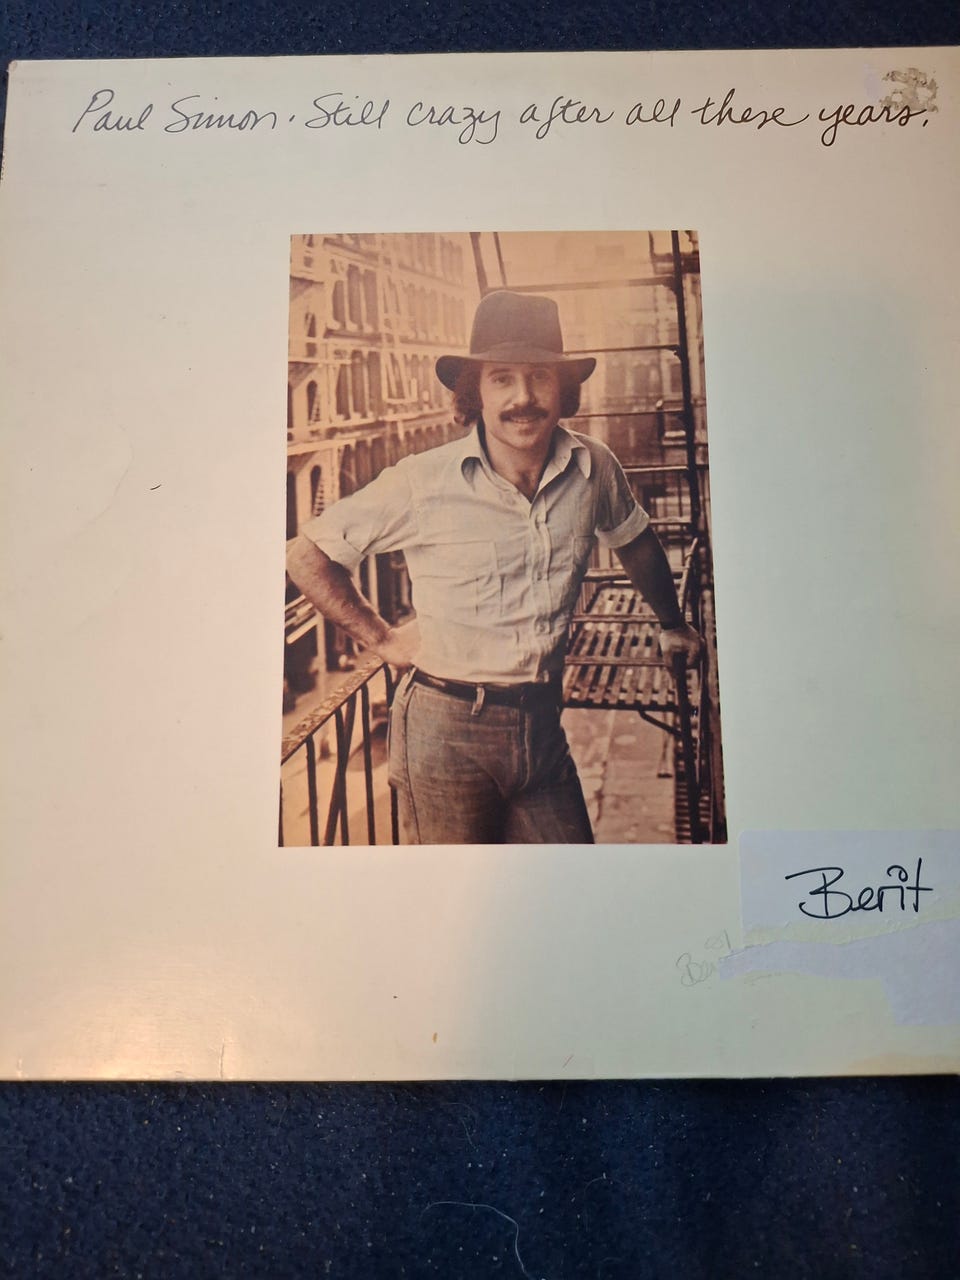 Paul Simon. Still crazy after all these years.
Berit